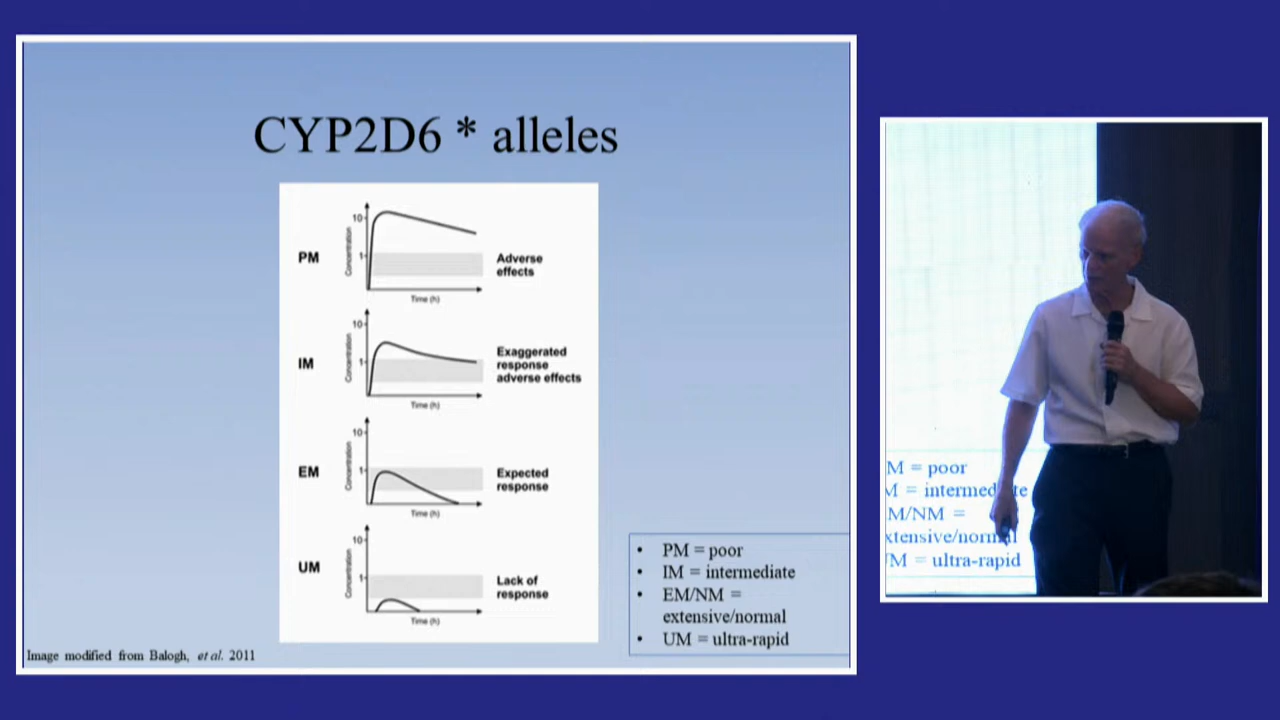 CYP2D6 * alleles
PM
10
1
Concentration
Time (h)
Adverse
effects
IM
10
1
Concentration
Time (h)
Exaggerated
response
adverse effects
EM
10
1
Concentration
Time (h)
Expected
response
UM
10
1
Concentration
Time (h)
Lack of
response
• PM = poor
• IM = intermediate
• EM/NM =
extensive/normal
• UM = ultra-rapid
Image modified from Balogh, et al. 2011
M = poor
M = intermed te
M/NM =
xtensive/norm l
M = ultra-rapid